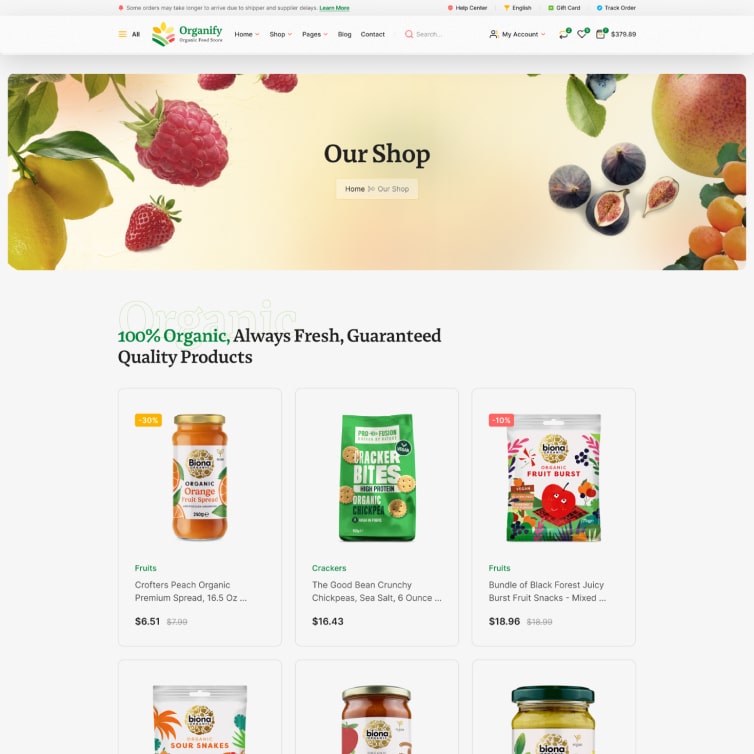 Some orders may take longer to arrive due to shipper and supplier delays. Learn More
Help Center
English
Gift Card
Track Order
All
Organify
Organic Food Store
Home
Shop
Pages
Blog
Contact
Search...
My Account
$379.89
Our Shop
Home
Our Shop
Organic
100% Organic, Always Fresh, Guaranteed
Quality Products
-30%
Biona
ORGANIC
Orange
Fruit Spread
250g
Fruits
Crofters Peach Organic
Premium Spread, 16.5 Oz ...
$6.51 $7.99
PRO FUSION
CRACKER
BITES
HIGH PROTEIN
ORGANIC
CHICKPEA
Crackers
The Good Bean Crunchy
Chickpeas, Sea Salt, 6 Ounce ...
$16.43
-10%
biona
ORGANIC
ORGANIC
FRUIT BURST
VEGAN
Fruits
Bundle of Black Forest Juicy
Burst Fruit Snacks - Mixed ...
$18.96 $18.99
biona
ORGANIC
ORGANIC
SOUR SNAKES
biona
biona